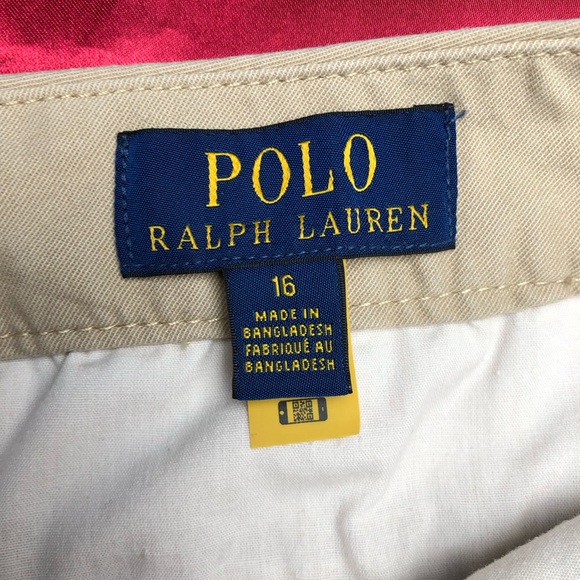 POLO
RALPH LAUREN
16
MADE IN
BANGLADESH
FABRIQUÉ AU
BANGLADESH